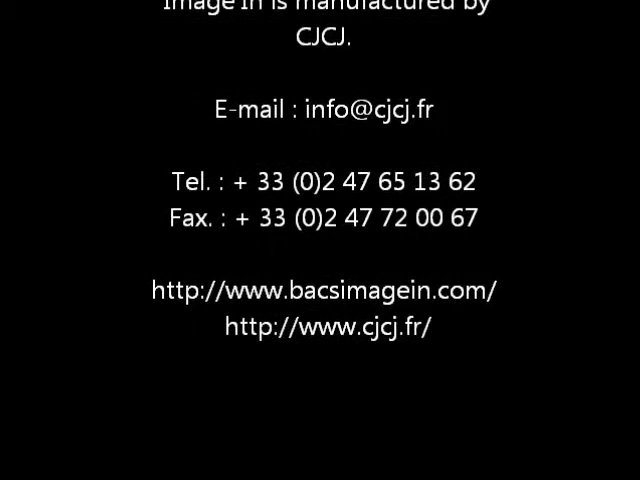 Image'In is manufactured by
CJCJ.
E-mail : info@cjcj.fr
Tel. : + 33 (0)2 47 65 13 62
Fax. : + 33 (0)2 47 72 00 67
http://www.bacsimagein.com/
http://www.cjcj.fr/